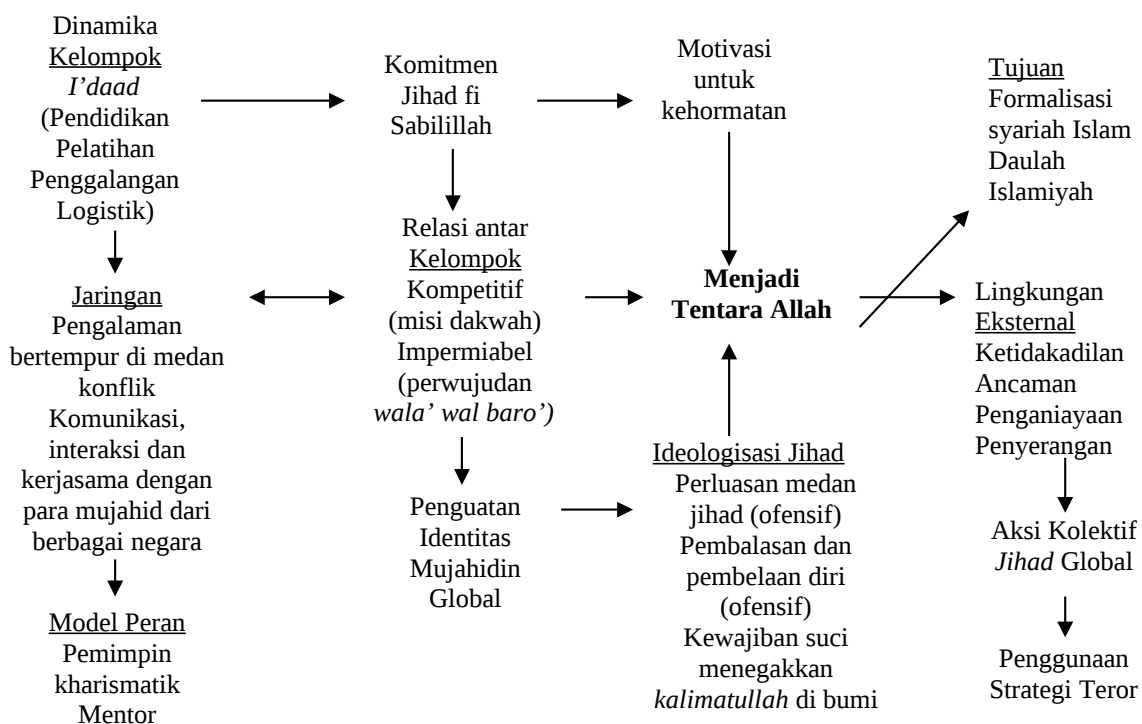 Dinamika
Kelompok
I’daad
(Pendidikan
Pelatihan
Penggalangan
Logistik)
Jaringan
Pengalaman
bertempur di medan
konflik
Komunikasi,
interaksi dan
kerjasama dengan
para mujahid dari
berbagai negara
Model Peran
Pemimpin
kharismatik
Mentor
Komitmen
Jihad fi
Sabilillah
Relasi antar
Kelompok
Kompetitif
(misi dakwah)
Impermiabel
(perwujudan
wala’ wal baro’)
Penguatan
Identitas
Mujahidin
Global
Motivasi
untuk
kehormatan
Menjadi
Tentara Allah
Ideologisasi Jihad
Perluasan medan
jihad (ofensif)
Pembalasan dan
pembelaan diri
(ofensif)
Kewajiban suci
menegakkan
kalimatullah di bumi
Tujuan
Formalisasi
syariah Islam
Daulah
Islamiyah
Lingkungan
Eksternal
Ketidakadilan
Ancaman
Penganiayaan
Penyerangan
Aksi Kolektif
Jihad Global
Penggunaan
Strategi Teror